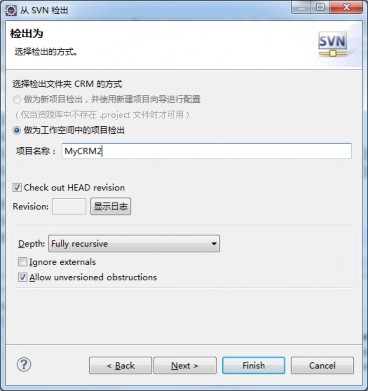 从 SVN 检出
检出为
选择检出的方式。
SVN
选择检出文件夹 CRM 的方式
做为新项目检出，并使用新建项目向导进行配置
（仅当资源库中不存在 .project 文件时才可用）
做为工作空间中的项目检出
项目名称： MyCRM2
Check out HEAD revision
Revision: 显示日志
Depth: Fully recursive
Ignore externals
Allow unversioned obstructions
? < Back Next > Finish Cancel